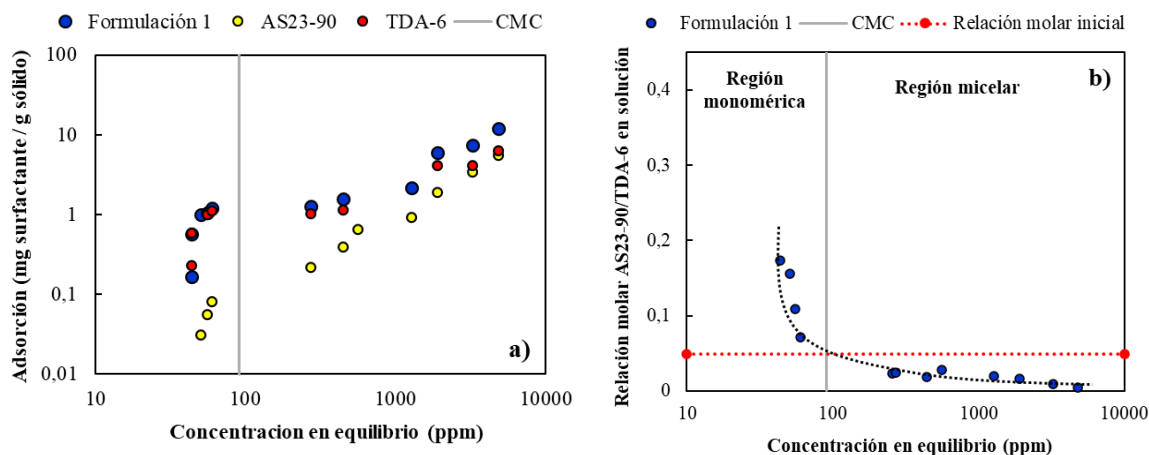 Formulación 1 AS23-90 TDA-6 CMC
Adsorción (mg surfactante / g sólido)
100
10
1
0,1
0,01
a)
10 100 1000 10000
Concentracion en equilibrio (ppm)
Formulación 1 CMC Relación molar inicial
Relación molar AS23-90/TDA-6 en solución
0,4
0,3
0,2
0,1
0
Región
monomérica
Región micelar
b)
10 100 1000 10000
Concentración en equilibrio (ppm)